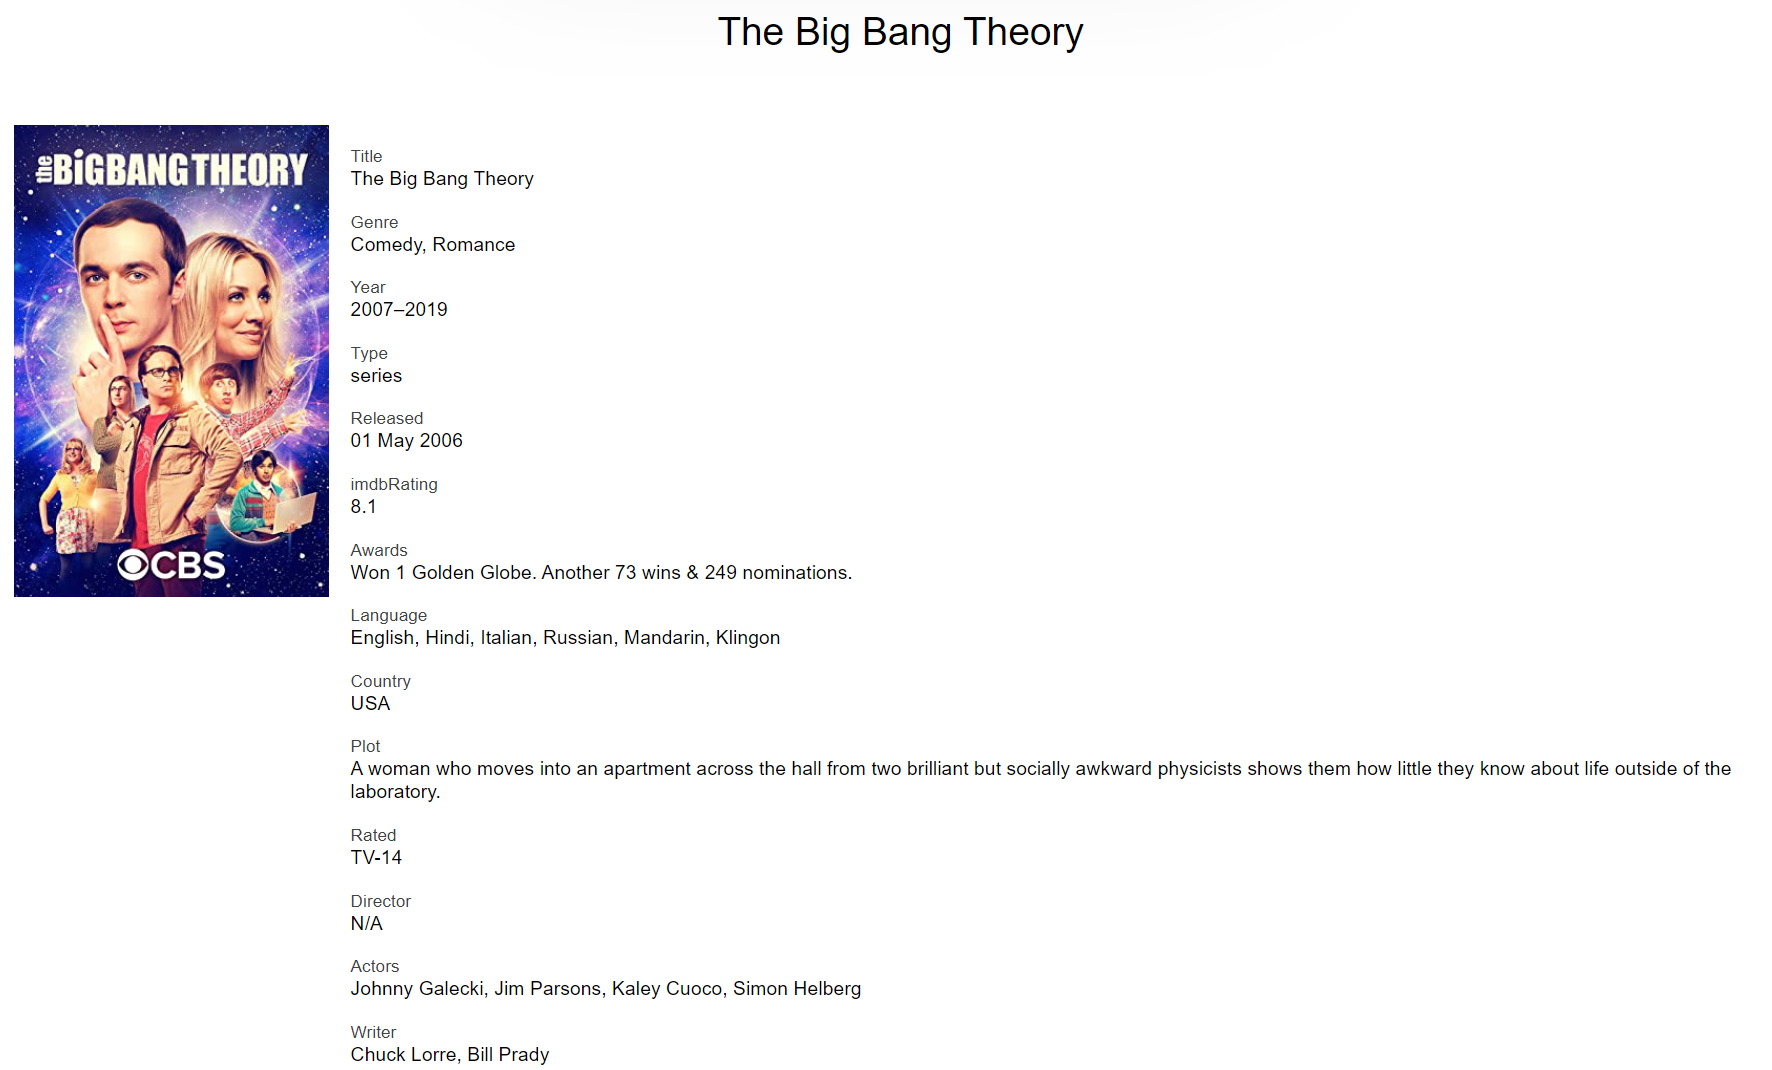 The Big Bang Theory
the BiGBANG THEORY
CBS
Title
The Big Bang Theory
Genre
Comedy, Romance
Year
2007–2019
Type
series
Released
01 May 2006
imdbRating
8.1
Awards
Won 1 Golden Globe. Another 73 wins & 249 nominations.
Language
English, Hindi, Italian, Russian, Mandarin, Klingon
Country
USA
Plot
A woman who moves into an apartment across the hall from two brilliant but socially awkward physicists shows them how little they know about life outside of the
laboratory.
Rated
TV-14
Director
N/A
Actors
Johnny Galecki, Jim Parsons, Kaley Cuoco, Simon Helberg
Writer
Chuck Lorre, Bill Prady